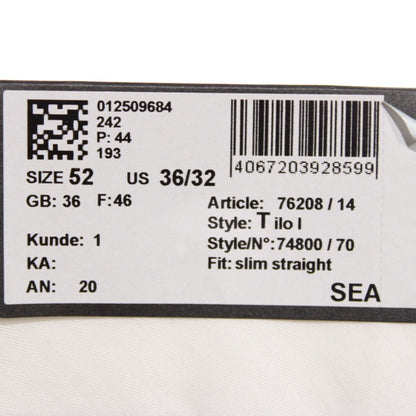 012509684
242
P: 44
193
4067203928599
SIZE 52 US 36/32
GB: 36 F:46
Article: 76208 / 14
Style: T ilo I
Kunde: 1
Style/N°:74800 / 70
KA:
Fit: slim straight
AN: 20
SEA